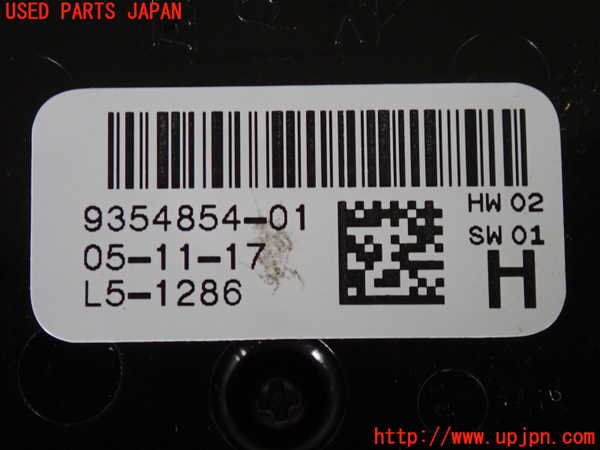 USED PARTS JAPAN
9354854-01
05-11-17
L5-1286
HW 02
SW 01
H
http://www.upjpn.com/